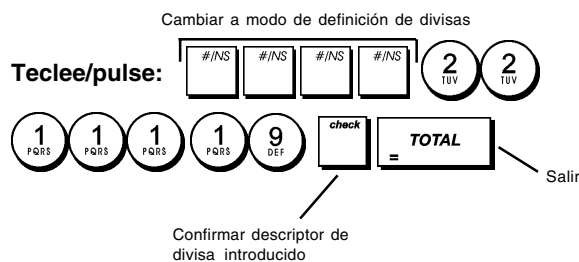 Cambiar a modo de definición de divisas
Teclee/pulse: #/NS #/NS #/NS #/NS 2 TUV 2 TUV
1 PQRS 1 PQRS 1 PQRS 1 PQRS 9 DEF check = TOTAL
Salir
Confirmar descriptor de
divisa introducido